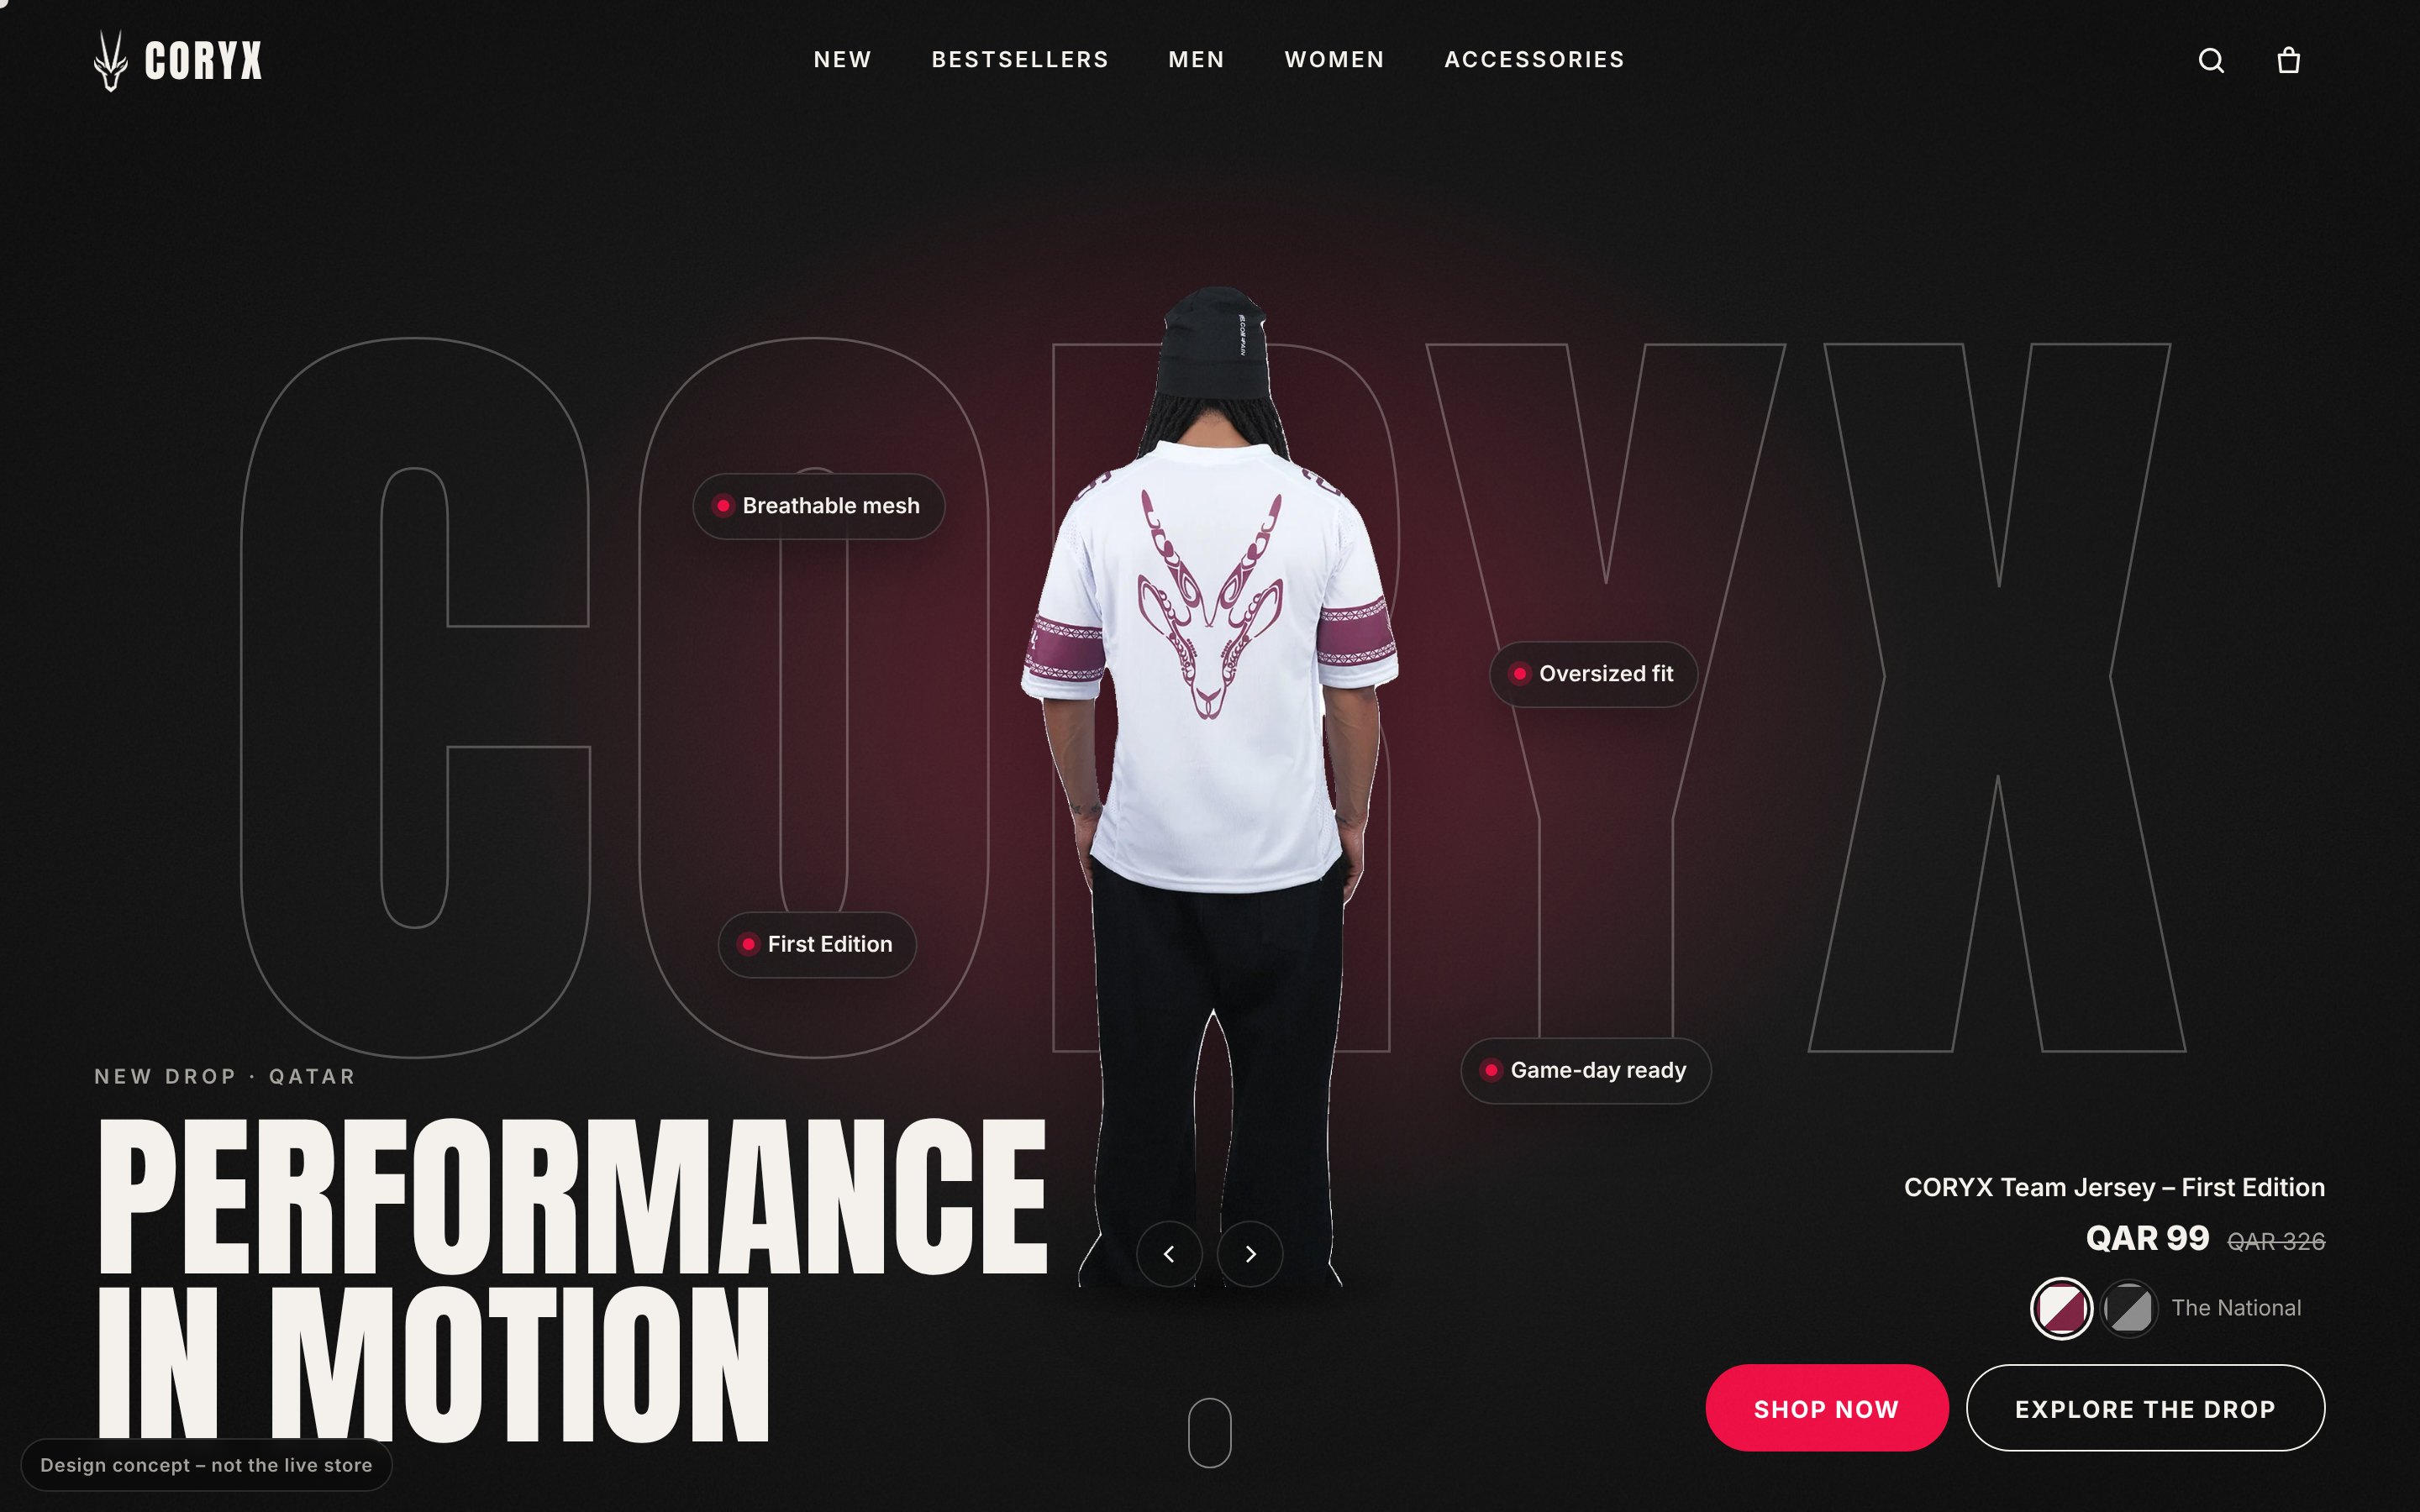 CORYX
NEW
BESTSELLERS
MEN
WOMEN
ACCESSORIES
CORYX
Breathable mesh
Oversized fit
First Edition
Game-day ready
NEW DROP · QATAR
PERFORMANCE
IN MOTION
CORYX Team Jersey – First Edition
QAR 99 QAR 326
The National
SHOP NOW
EXPLORE THE DROP
Design concept – not the live store